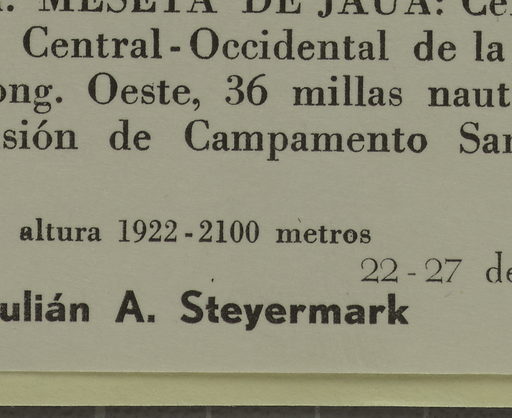 MESETA DE JAUA: Ce
Central-Occidental de la
ong. Oeste, 36 millas naut
sión de Campamento Sa
altura 1922-2100 metros
22-27 de
ulián A. Steyermark